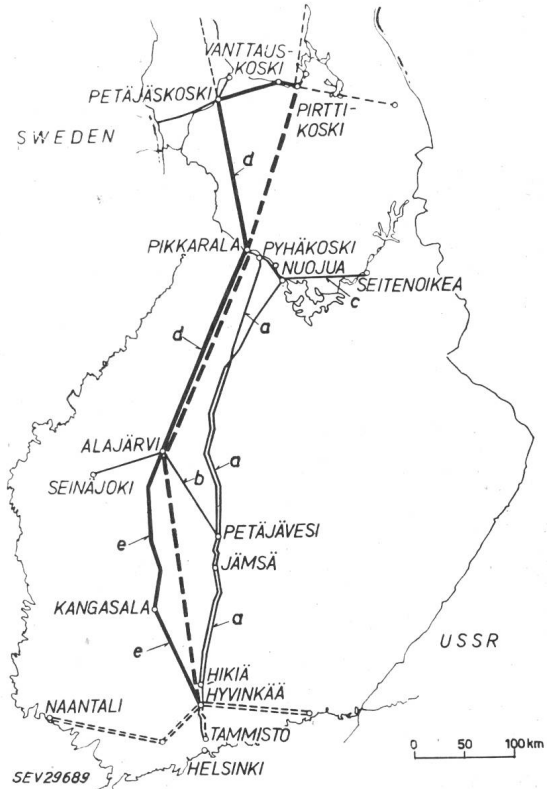 VANTTAUS-
KOSKI
PETÄJÄSKOSKI
PIRTTI-
KOSKI
SWEDEN
d
PIKKARALA
PYHÄKOSKI
NUOJUA
SEITENOIKEA
c
a
d
ALAJÄRVI
a
SEINÄJOKI
b
PETÄJÄVESI
e
JÄMSÄ
KANGASALA
a
USSR
e
HIKIÄ
HYVINKÄÄ
NAANTALI
TAMMISTO
HELSINKI
0 50 100 km
SEV29689